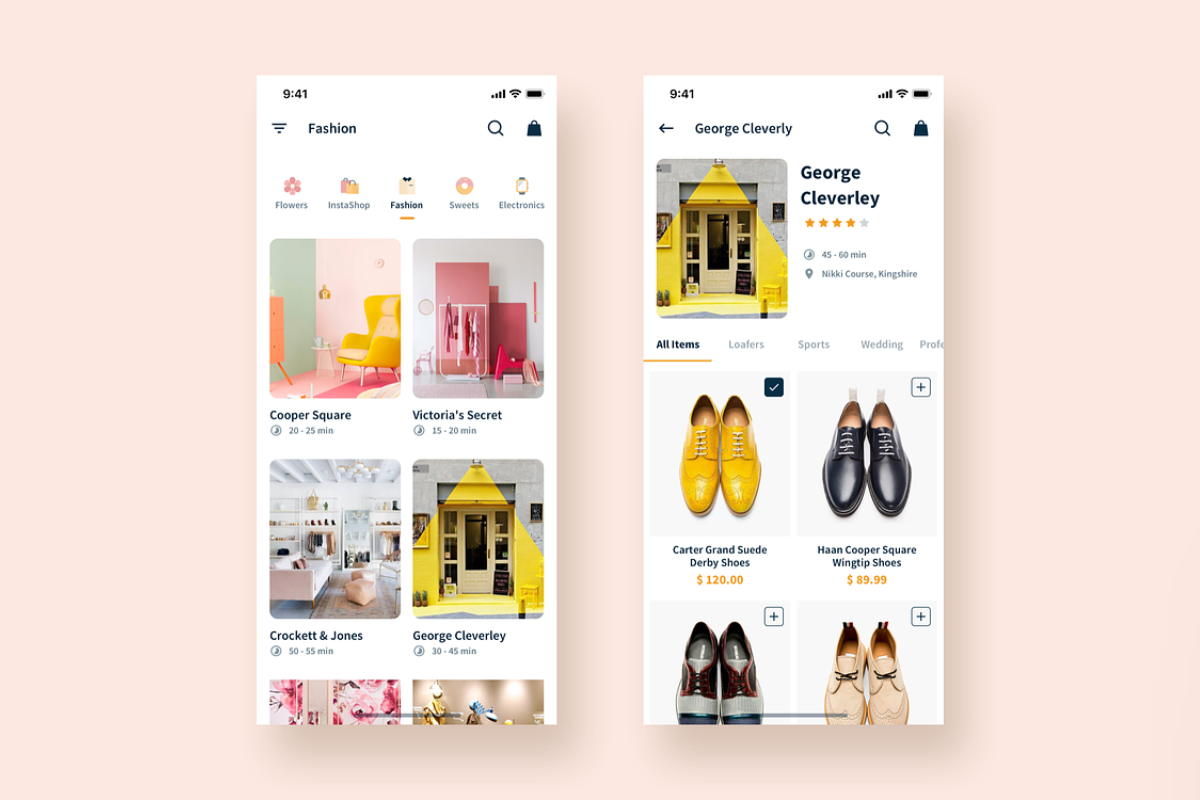 9:41
Fashion
Flowers
InstaShop
Fashion
Sweets
Electronics
Cooper Square
Victoria's Secret
20 - 25 min
15 - 20 min
Crockett & Jones
George Cleverley
50 - 55 min
30 - 45 min
9:41
George Cleverly
George
Cleverley
45 - 60 min
Nikki Course, Kingshire
All Items
Loafers
Sports
Wedding
Profe
Carter Grand Suede
Derby Shoes
$ 120.00
Haan Cooper Square
Wingtip Shoes
$ 89.99